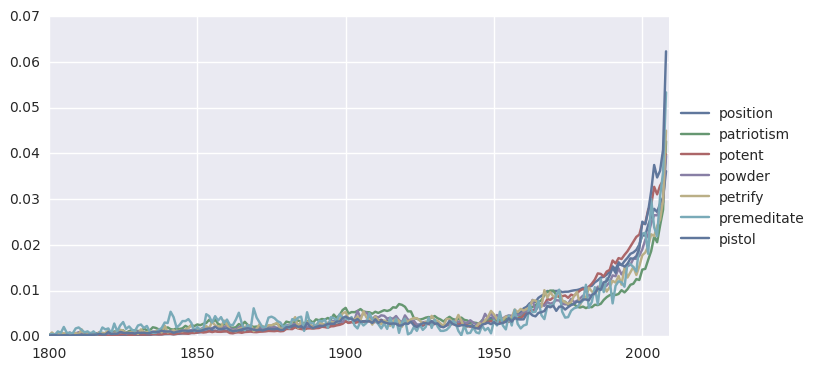 0.07
0.06
0.05
0.04
0.03
0.02
0.01
0.00
1800 1850 1900 1950 2000
position
patriotism
potent
powder
petrify
premeditate
pistol